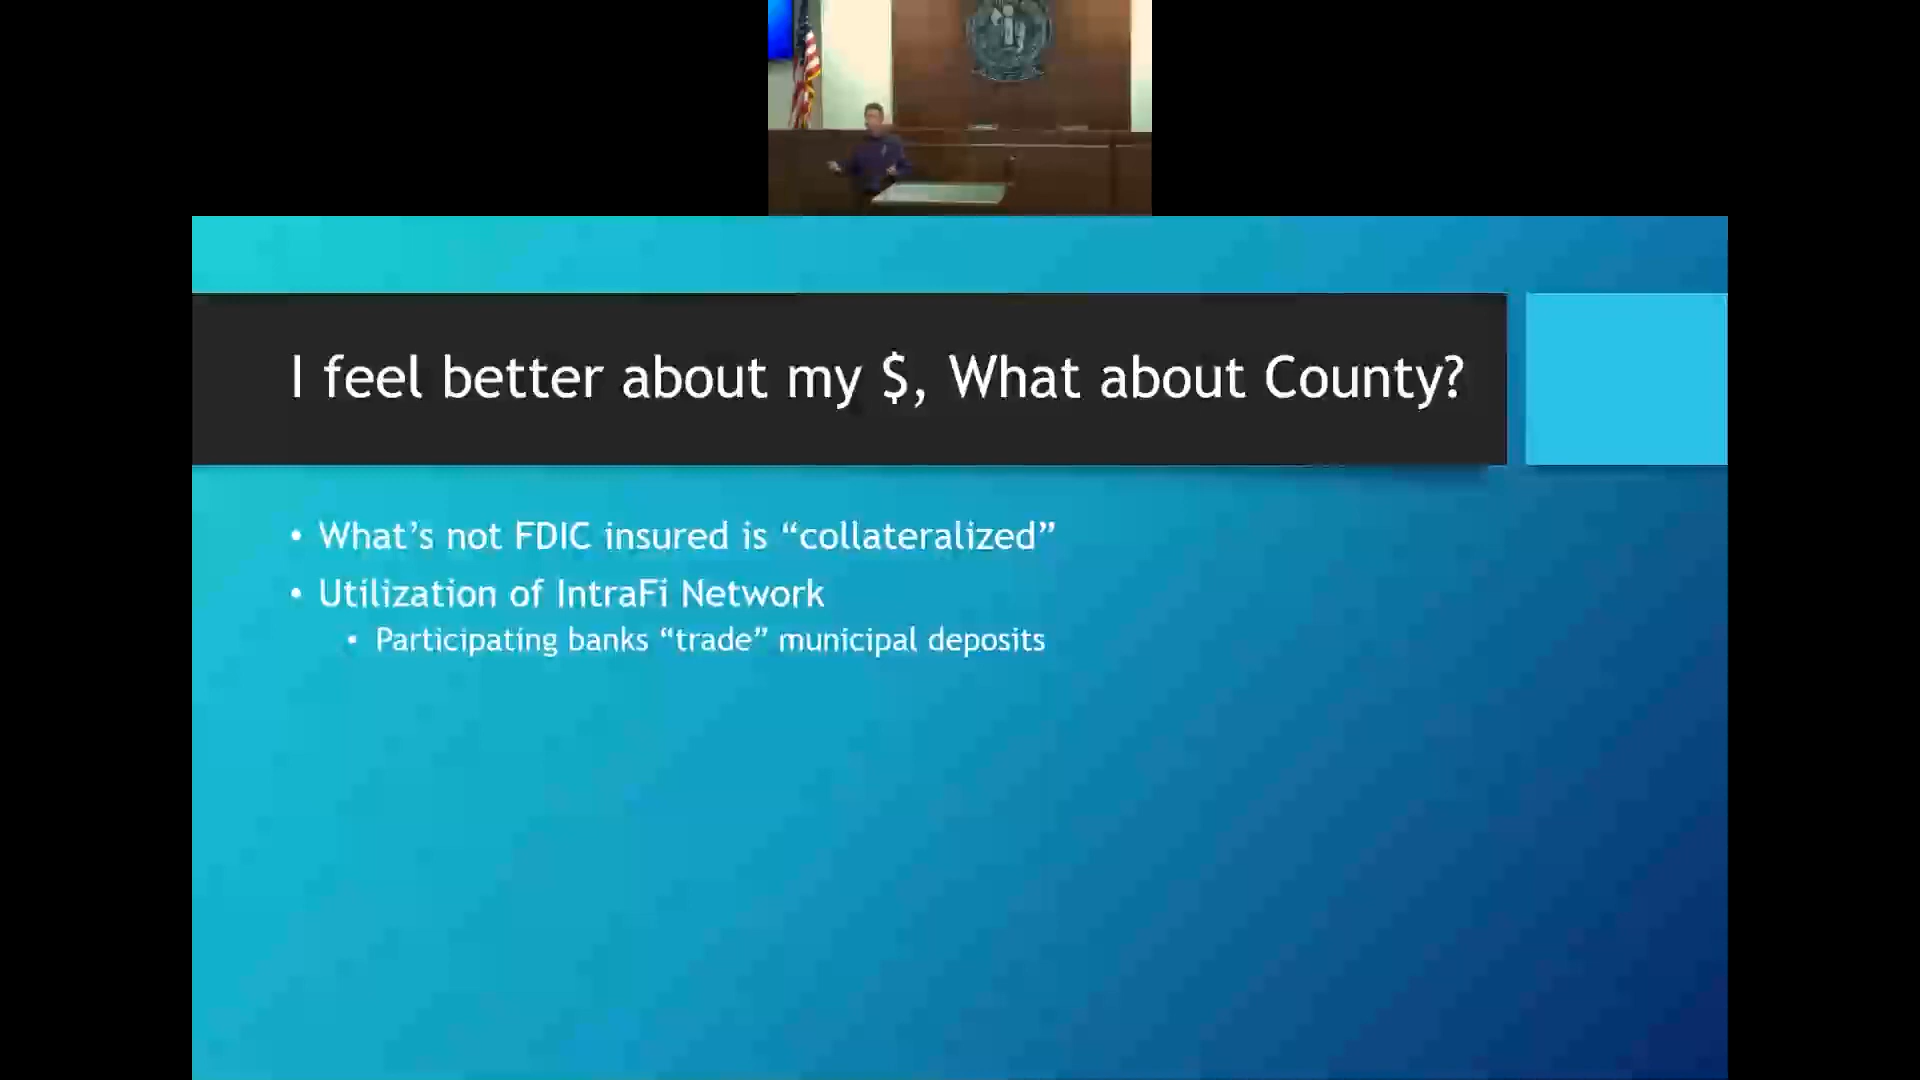 I feel better about my $, What about County?
• What's not FDIC insured is “collateralized”
• Utilization of IntraFi Network
• Participating banks “trade” municipal deposits